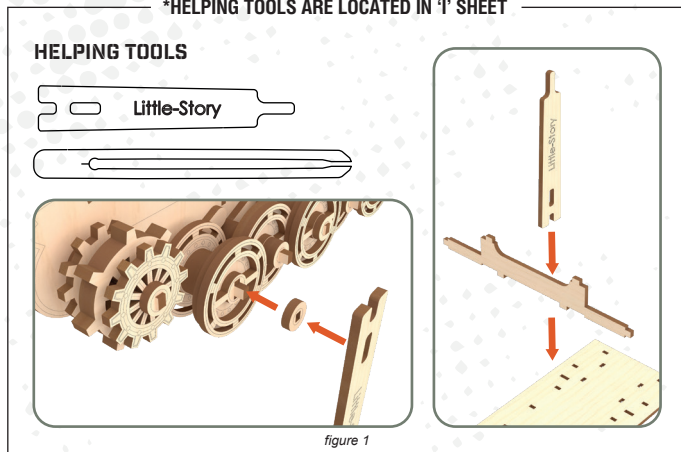 *HELPING TOOLS ARE LOCATED IN 'I' SHEET
HELPING TOOLS
Little-Story
Little-Story
figure 1